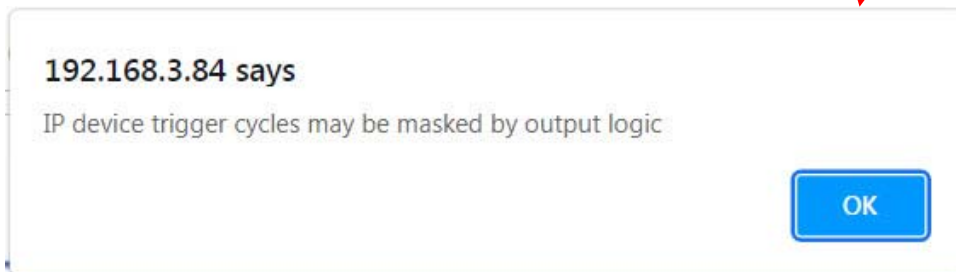 192.168.3.84 says
IP device trigger cycles may be masked by output logic
OK